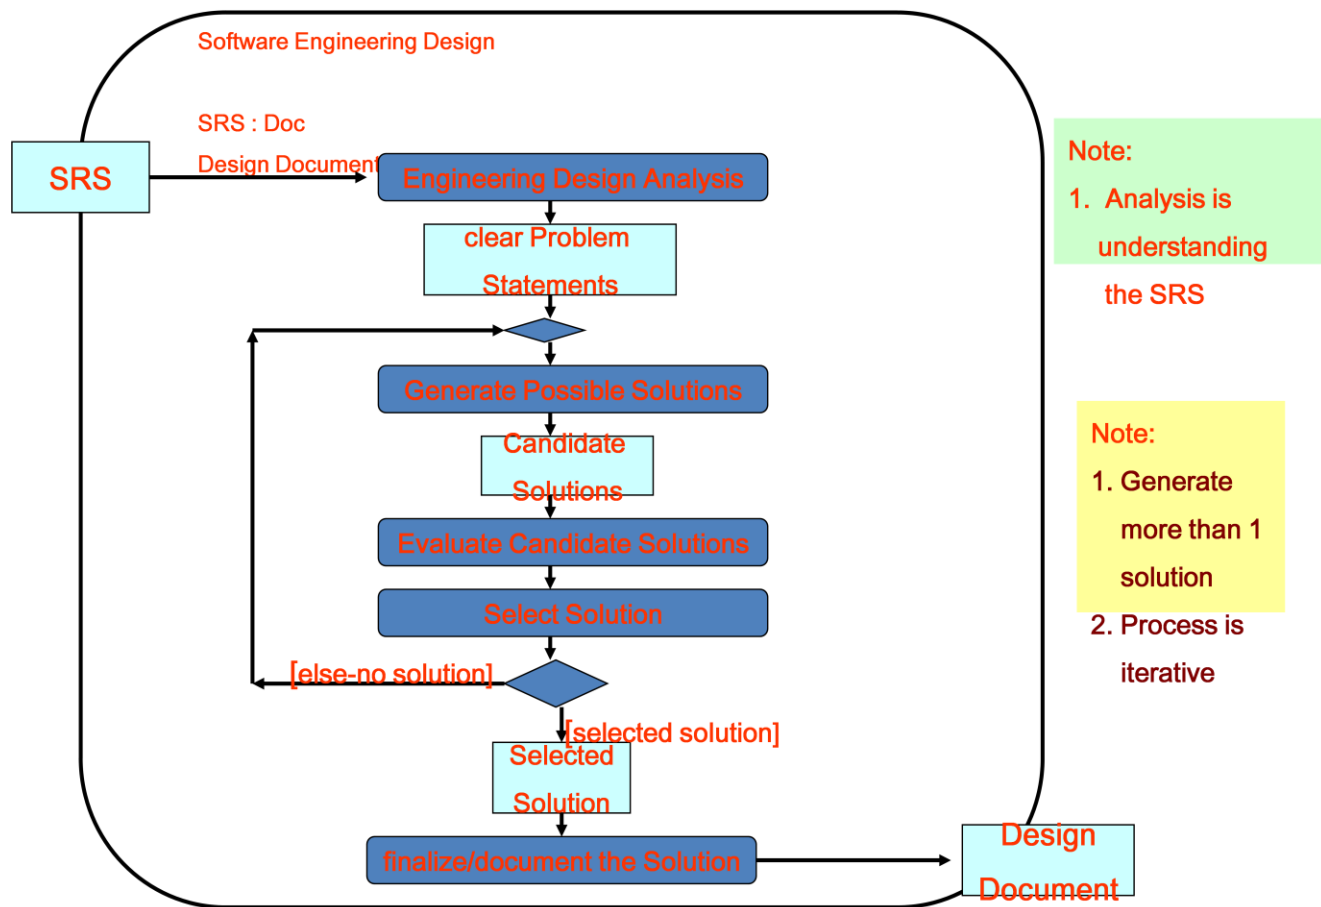 Software Engineering Design
SRS : Doc
Design Document
SRS
Engineering Design Analysis
clear Problem
Statements
Generate Possible Solutions
Candidate
Solutions
Evaluate Candidate Solutions
Select Solution
[else-no solution]
[selected solution]
Selected
Solution
finalize/document the Solution
Design
Document
Note:
1. Analysis is
understanding
the SRS
Note:
1. Generate
more than 1
solution
2. Process is
iterative